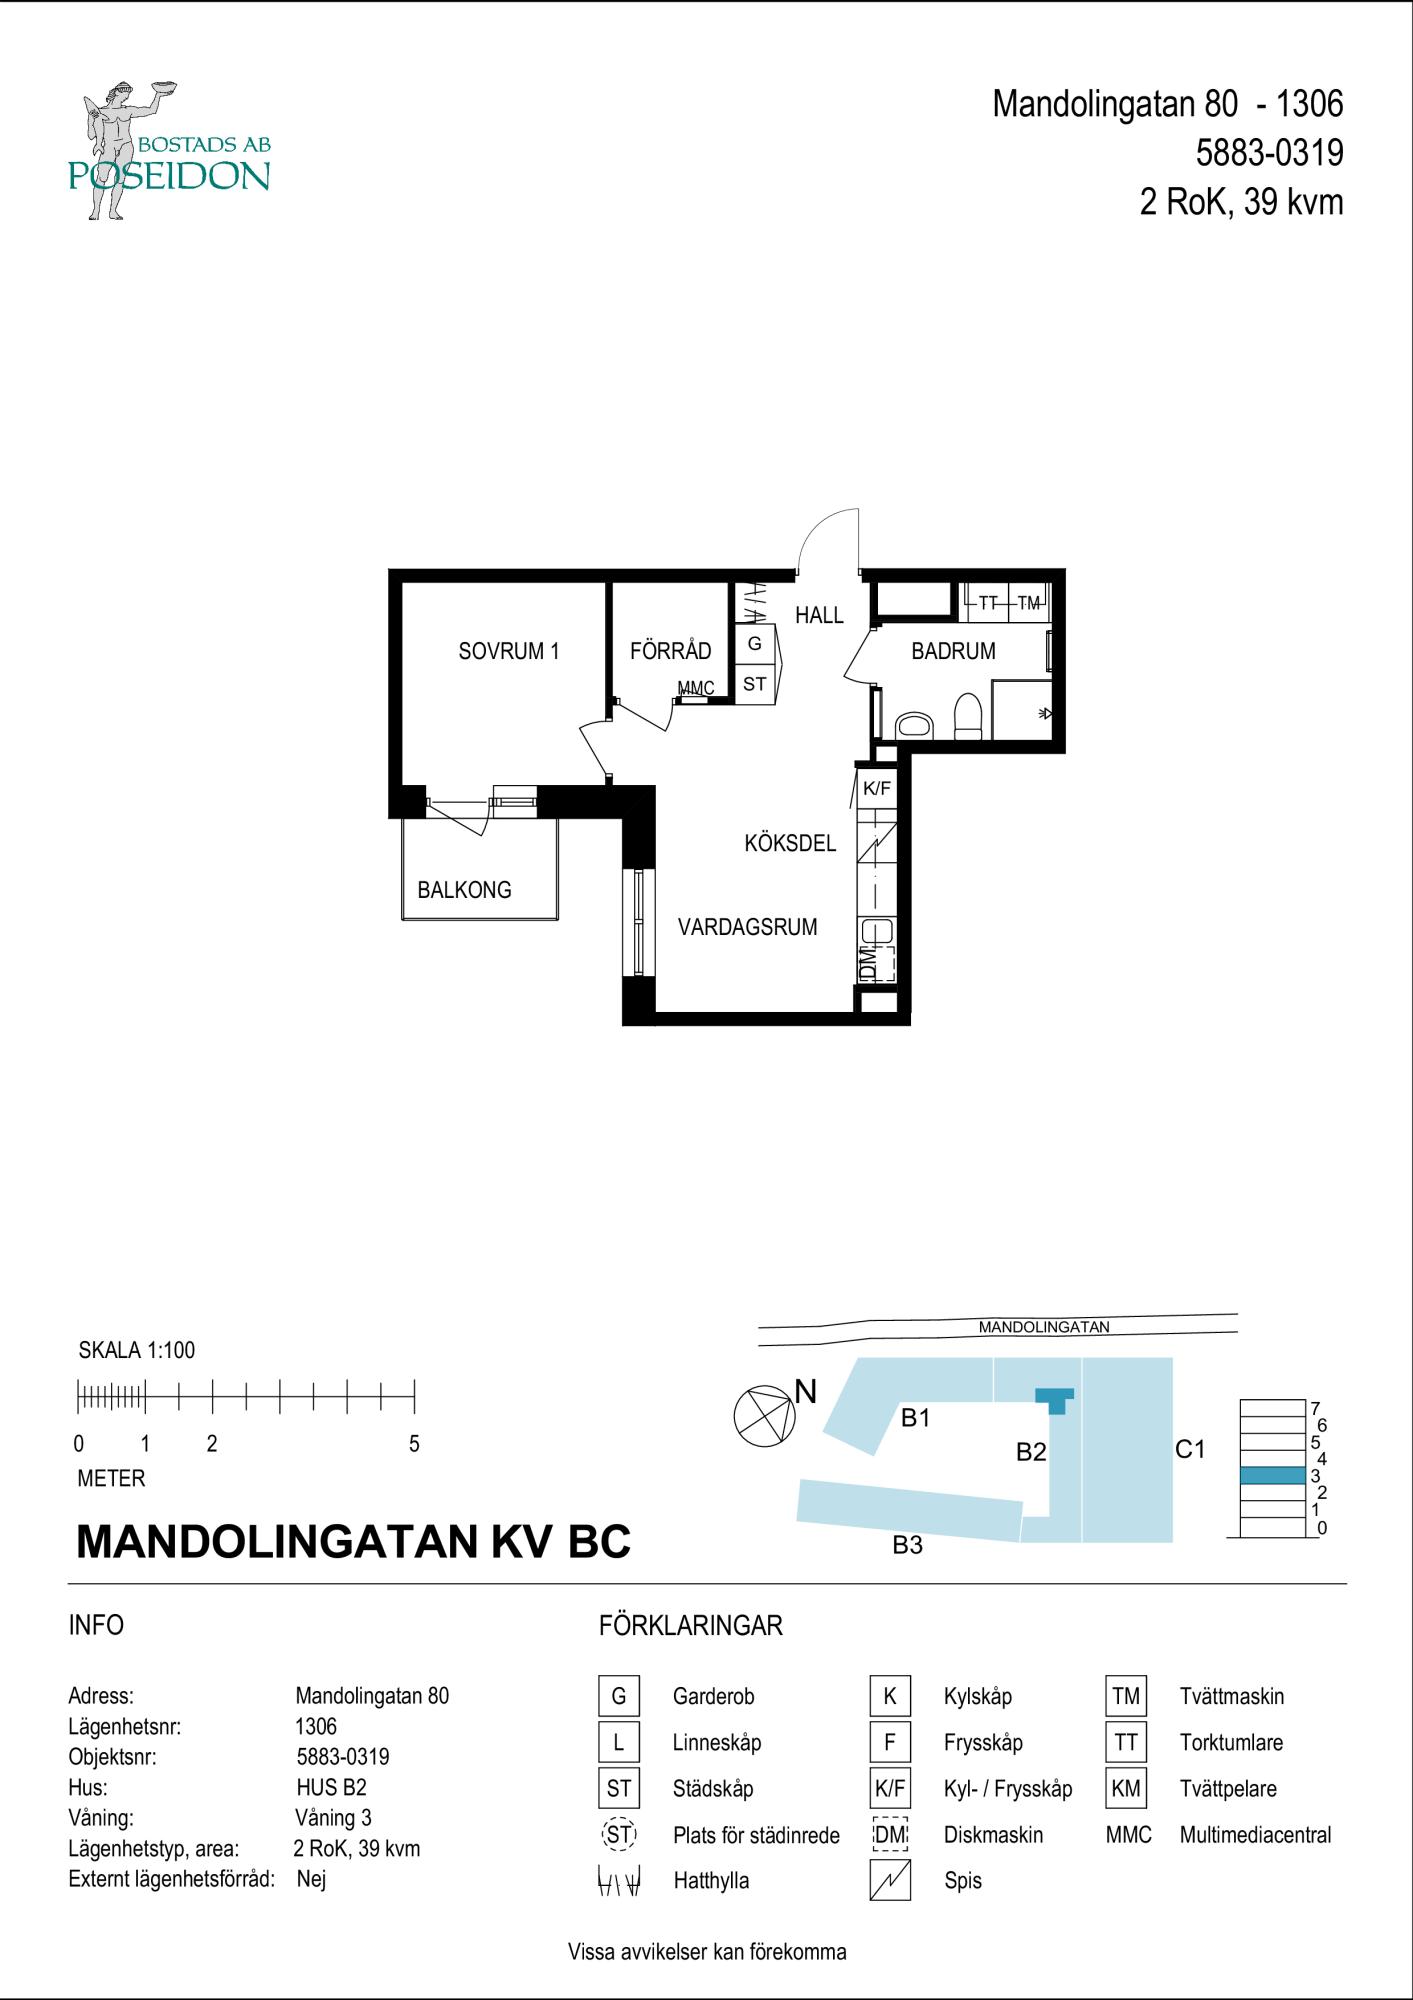 BOSTADS AB
POSEIDON
Mandolingatan 80 - 1306
5883-0319
2 RoK, 39 kvm
TT
TM
HALL
G
SOVRUM 1
FÖRRÅD
BADRUM
MMC
ST
K/F
KÖKSDEL
BALKONG
VARDAGSRUM
DM
SKALA 1:100
0 1 2 5
METER
MANDOLINGATAN
N
B1
B2
C1
B3
7
6
5
4
3
2
1
0
MANDOLINGATAN KV BC
INFO
Adress: Mandolingatan 80
Lägenhetsnr: 1306
Objektsnr: 5883-0319
Hus: HUS B2
Våning: Våning 3
Lägenhetstyp, area: 2 RoK, 39 kvm
Externt lägenhetsförråd: Nej
FÖRKLARINGAR
G Garderob
L Linneskåp
ST Städskåp
ST Plats för städinrede
Hatthylla
K Kylskåp
F Frysskåp
K/F Kyl- / Frysskåp
DM Diskmaskin
Spis
TM Tvättmaskin
TT Torktumlare
KM Tvättpelare
MMC Multimediacentral
Vissa avvikelser kan förekomma